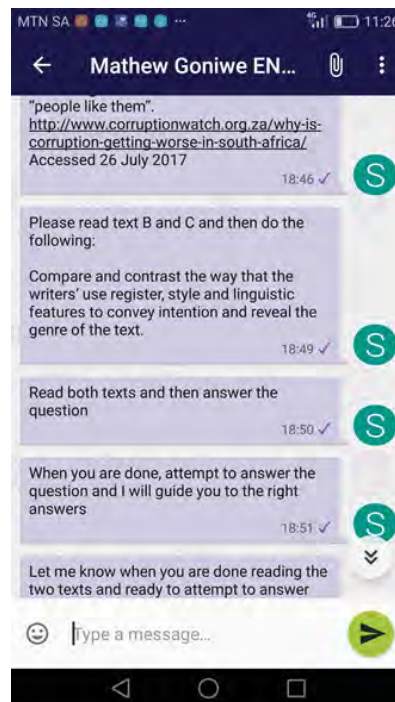 MTN SA ... 4G 11:26
Mathew Goniwe EN...
"people like them".
http://www.corruptionwatch.org.za/why-is-
corruption-getting-worse-in-south-africa/
Accessed 26 July 2017
18:46
S
Please read text B and C and then do the
following:
Compare and contrast the way that the
writers' use register, style and linguistic
features to convey intention and reveal the
genre of the text.
18:49
S
Read both texts and then answer the
question
18:50
S
When you are done, attempt to answer the
question and I will guide you to the right
answers
18:51
S
Let me know when you are done reading the
two texts and ready to attempt to answer
Type a message...